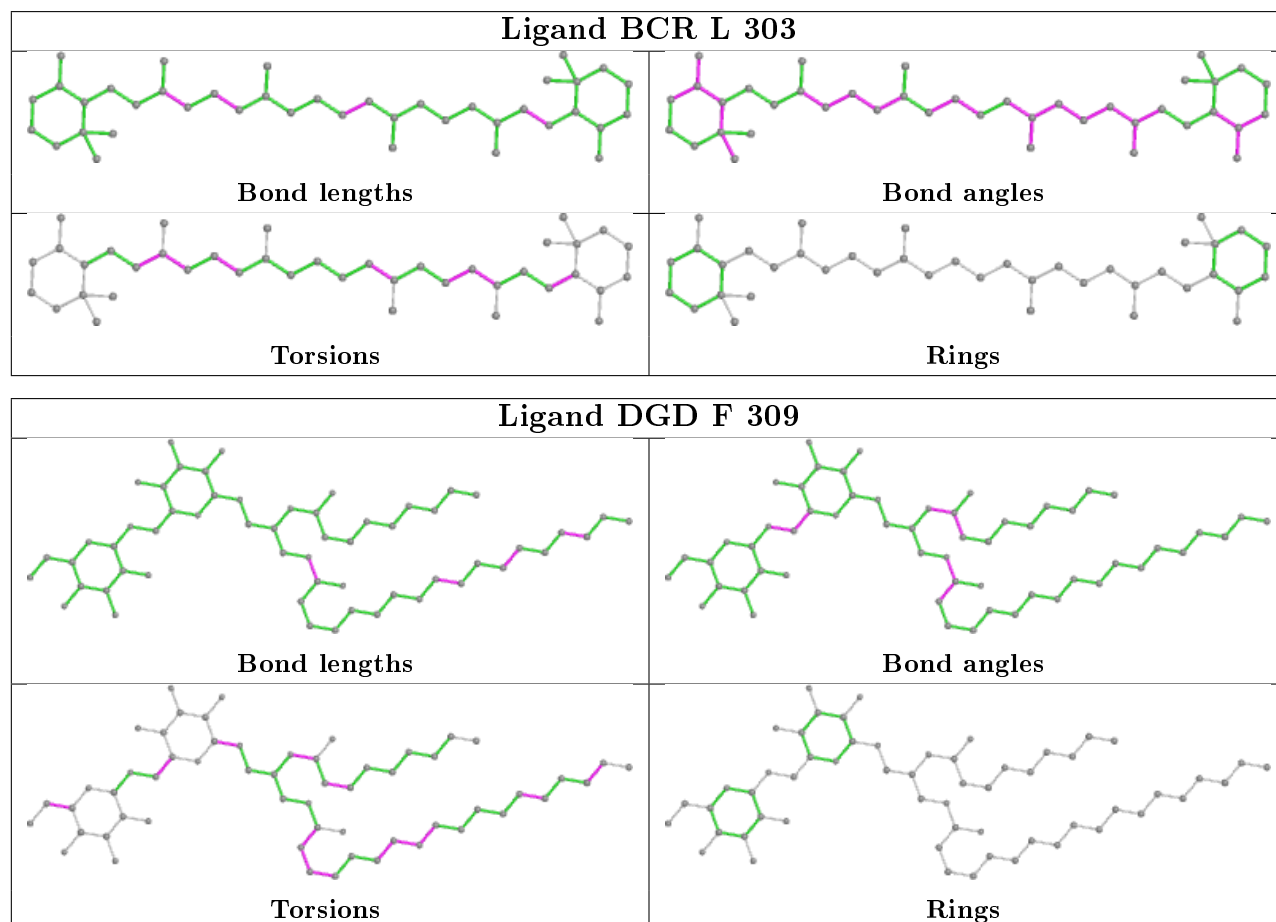 Ligand BCR L 303
Bond lengths
Bond angles
Torsions
Rings
Ligand DGD F 309
Bond lengths
Bond angles
Torsions
Rings